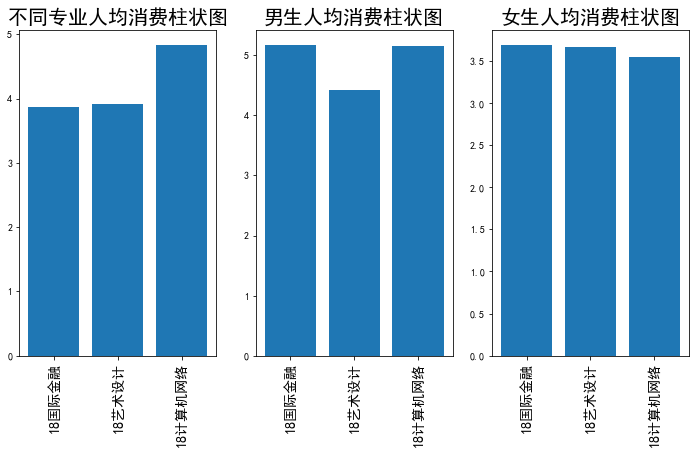 不同专业人均消费柱状图
5
4
3
2
1
0
18国际金融
18艺术设计
18计算机网络
男生人均消费柱状图
5
4
3
2
1
0
18国际金融
18艺术设计
18计算机网络
女生人均消费柱状图
3.5
3.0
2.5
2.0
1.5
1.0
0.5
0.0
18国际金融
18艺术设计
18计算机网络